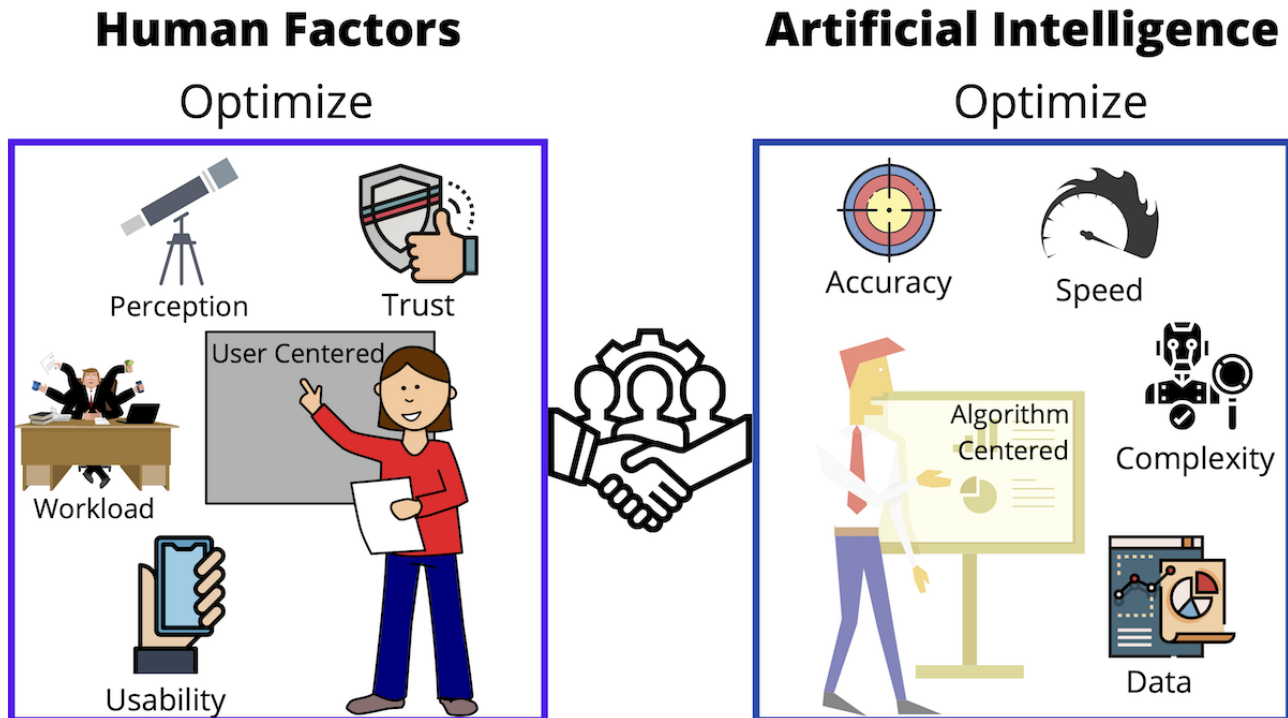 Human Factors
Optimize
Perception
Trust
User Centered
Workload
Usability
Artificial Intelligence
Optimize
Accuracy
Speed
Algorithm
Centered
Complexity
Data